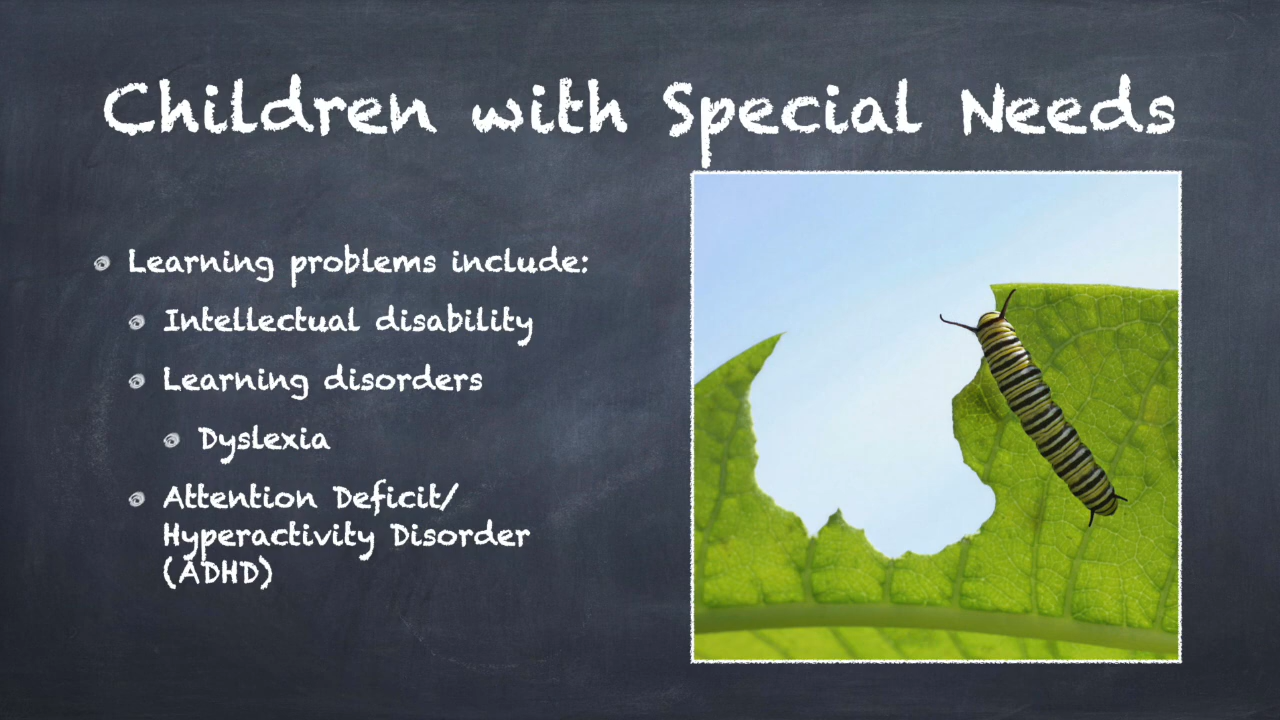 Children with Special Needs
Learning problems include:
Intellectual disability
Learning disorders
Dyslexia
Attention Deficit/
Hyperactivity Disorder
(ADHD)